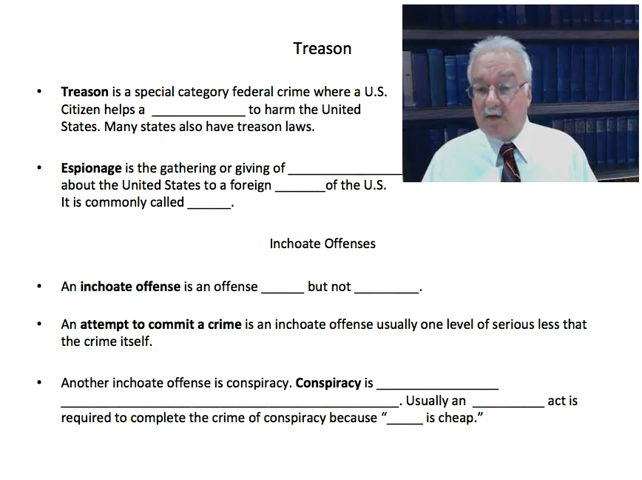 Treason
• Treason is a special category federal crime where a U.S.
Citizen helps a _____________ to harm the United
States. Many states also have treason laws.
• Espionage is the gathering or giving of ________________
about the United States to a foreign _______of the U.S.
It is commonly called ______.
Inchoate Offenses
• An inchoate offense is an offense ______ but not _________.
• An attempt to commit a crime is an inchoate offense usually one level of serious less that
the crime itself.
• Another inchoate offense is conspiracy. Conspiracy is _________________
_______________________________________________. Usually an __________ act is
required to complete the crime of conspiracy because “_____ is cheap.”